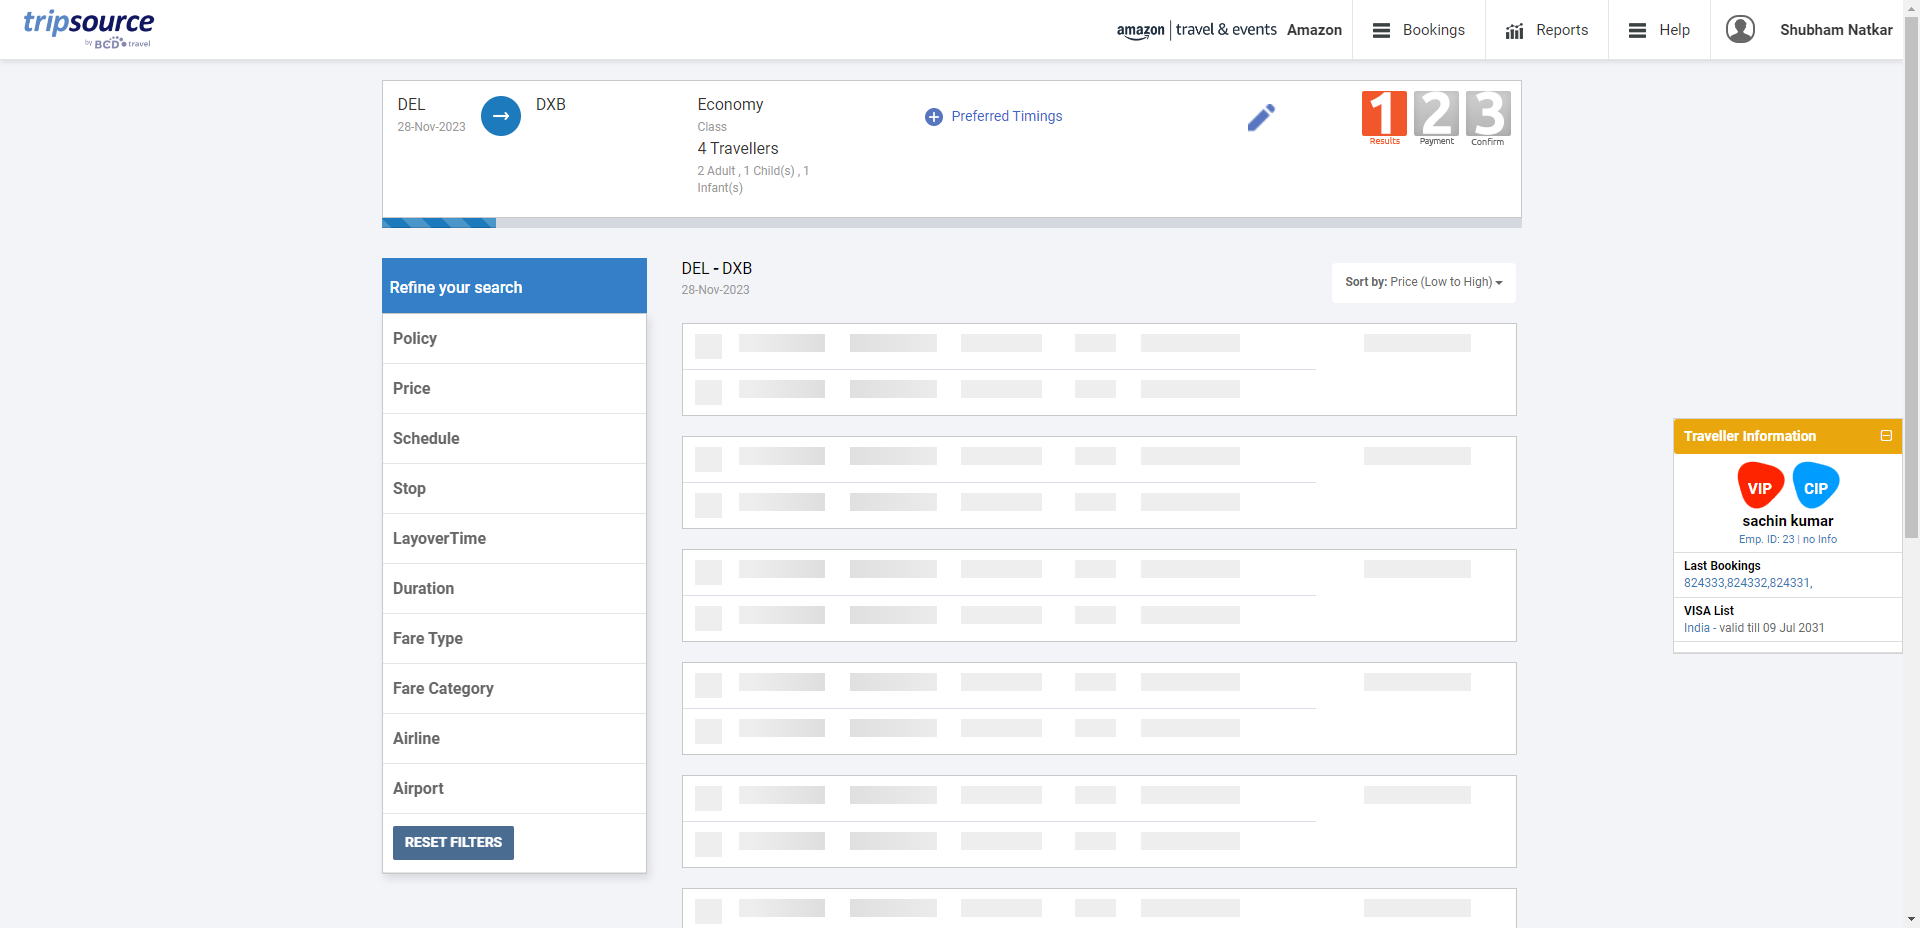 tripsource
by BCD travel
amazon | travel & events Amazon
Bookings
Reports
Help
Shubham Natkar
DEL
28-Nov-2023
DXB
Economy
Class
4 Travellers
2 Adult , 1 Child(s) , 1
Infant(s)
Preferred Timings
1
Results
2
Payment
3
Confirm
Refine your search
Policy
Price
Schedule
Stop
LayoverTime
Duration
Fare Type
Fare Category
Airline
Airport
RESET FILTERS
DEL - DXB
28-Nov-2023
Sort by: Price (Low to High)
Traveller Information
VIP
CIP
sachin kumar
Emp. ID: 23 | no Info
Last Bookings
824333,824332,824331,
VISA List
India - valid till 09 Jul 2031